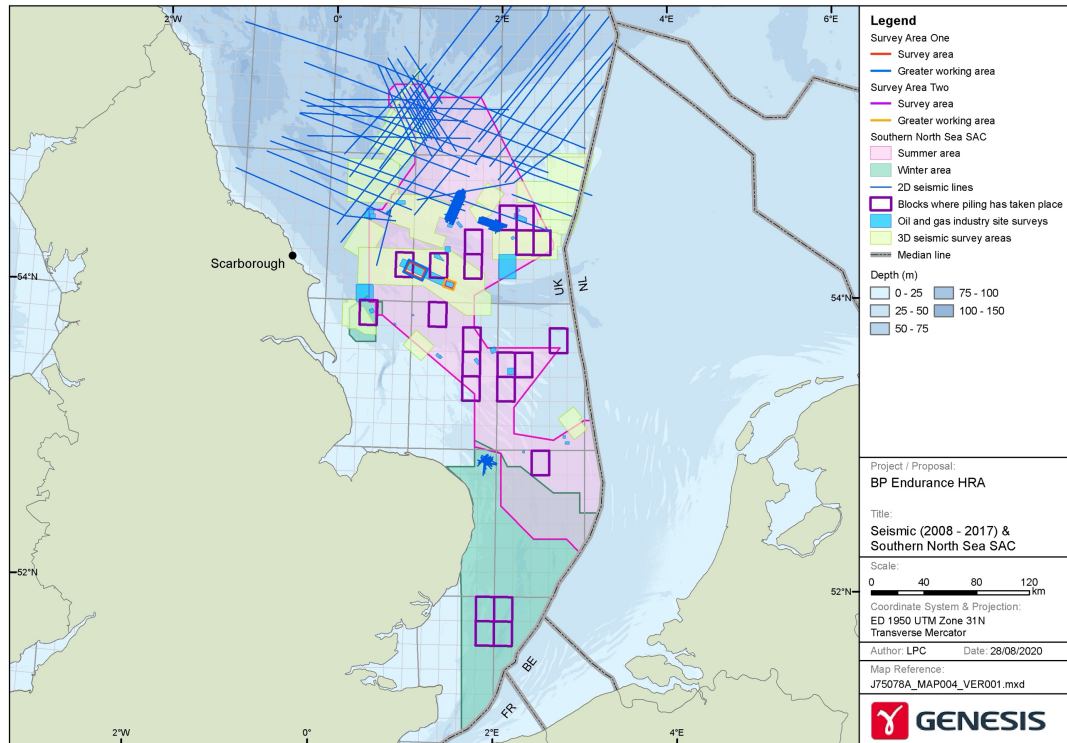 2°W
0°
2°E
4°E
6°E
54°N
54°N
52°N
52°N
Scarborough
UK
NL
BE
FR
2°W
0°
2°E
4°E
Legend
Survey Area One
Survey area
Greater working area
Survey Area Two
Survey area
Greater working area
Southern North Sea SAC
Summer area
Winter area
2D seismic lines
Blocks where piling has taken place
Oil and gas industry site surveys
3D seismic survey areas
Median line
Depth (m)
0 - 25
75 - 100
25 - 50
100 - 150
50 - 75
Project / Proposal:
BP Endurance HRA
Title:
Seismic (2008 - 2017) &
Southern North Sea SAC
Scale:
0 40 80 120
km
Coordinate System & Projection:
ED 1950 UTM Zone 31N
Transverse Mercator
Author: LPC Date: 28/08/2020
Map Reference:
J75078A_MAP004_VER001.mxd
GENESIS